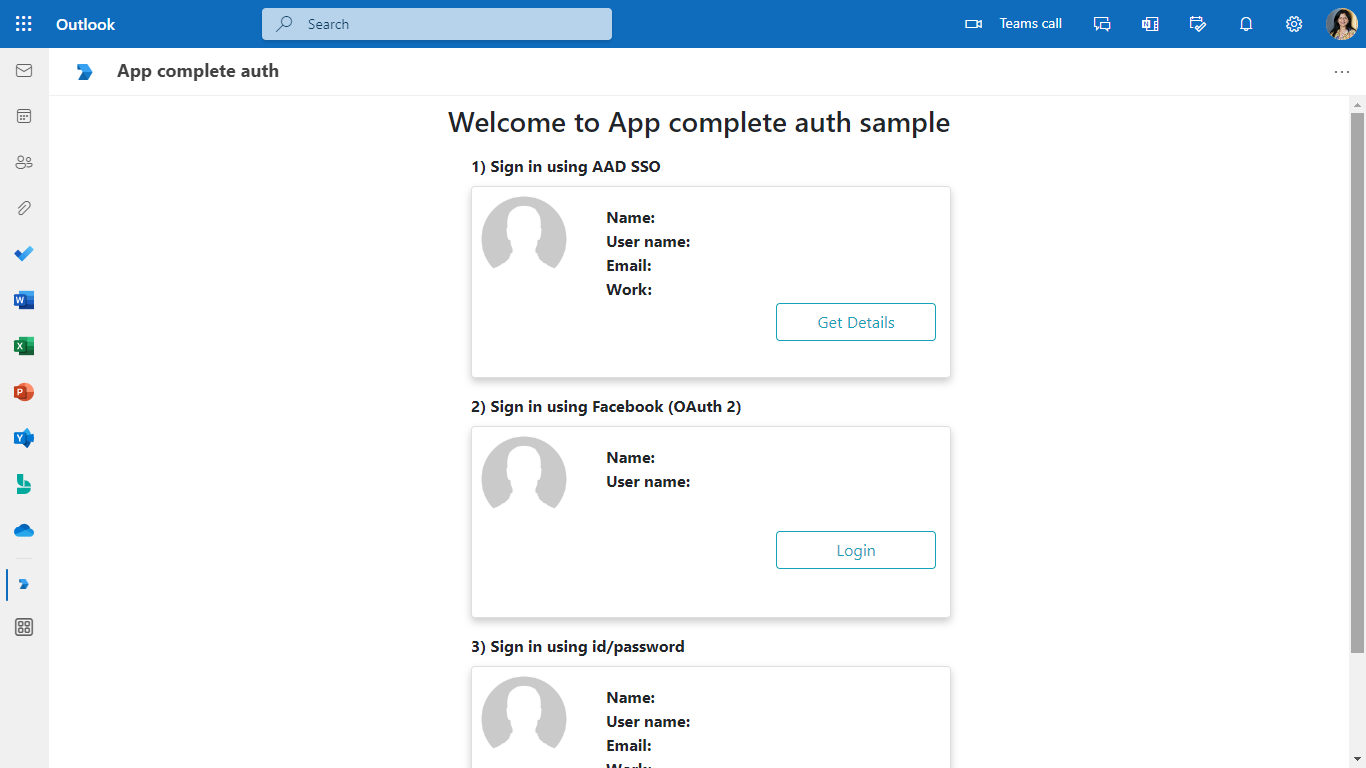 Outlook
Search
Teams call
App complete auth
Welcome to App complete auth sample
1) Sign in using AAD SSO
Name:
User name:
Email:
Work:
Get Details
2) Sign in using Facebook (OAuth 2)
Name:
User name:
Login
3) Sign in using id/password
Name:
User name:
Email:
Work: